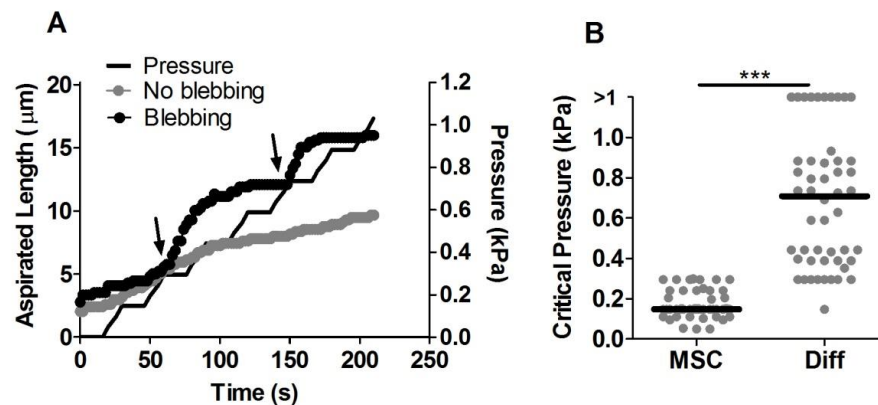 A
Pressure
No blebbing
Blebbing
Aspirated Length ( μm)
20
15
10
5
0
1.2
1.0
0.8
0.6
0.4
0.2
0.0
Pressure (kPa)
0 50 100 150 200 250
Time (s)
B
***
Critical Pressure (kPa)
>1
1.0
0.8
0.6
0.4
0.2
0.0
MSC Diff